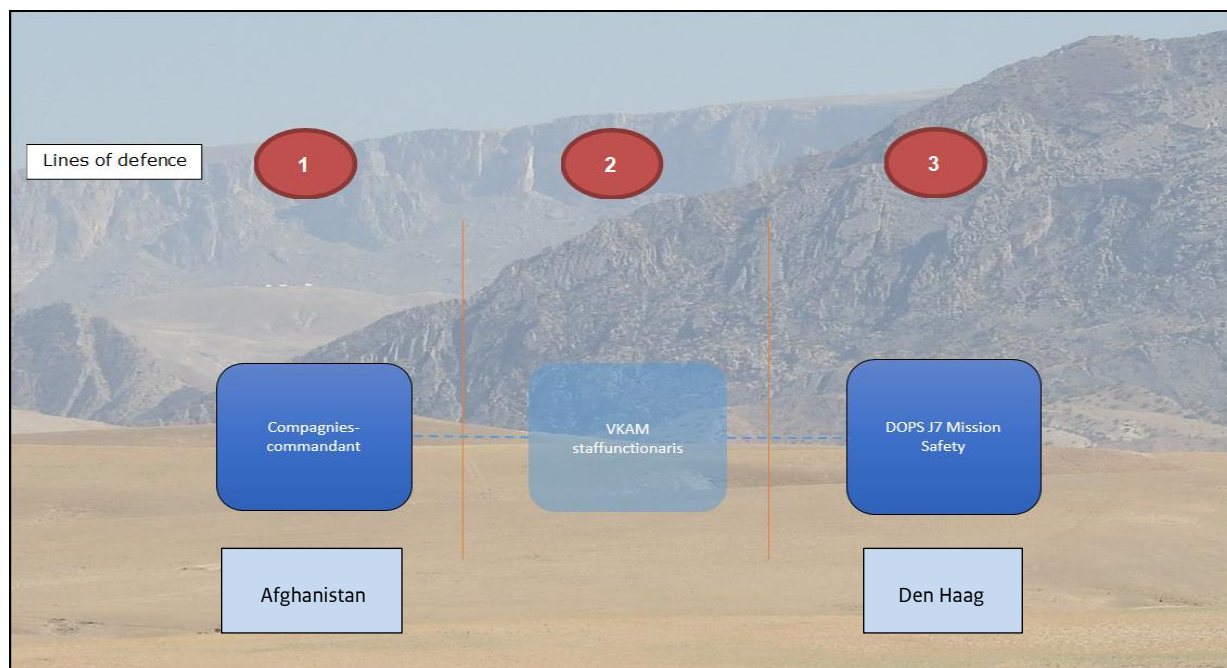 Lines of defence
1
2
3
Compagnies-
commandant
VKAM
staffunctionaris
DOPS J7 Mission
Safety
Afghanistan
Den Haag